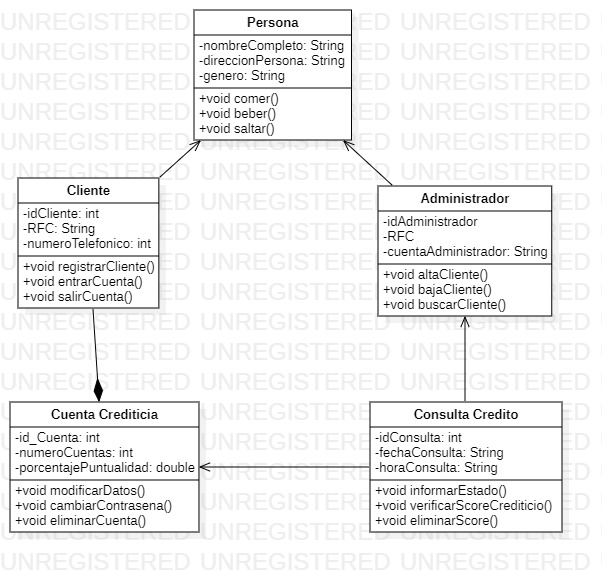 Persona
-nombreCompleto: String
-direccionPersona: String
-genero: String
+void comer()
+void beber()
+void saltar()
Cliente
-idCliente: int
-RFC: String
-numeroTelefonico: int
+void registrarCliente()
+void entrarCuenta()
+void salirCuenta()
Administrador
-idAdministrador
-RFC
-cuentaAdministrador: String
+void altaCliente()
+void bajaCliente()
+void buscarCliente()
Cuenta Crediticia
-id_Cuenta: int
-numeroCuentas: int
-porcentajePuntualidad: double
+void modificarDatos()
+void cambiarContrasena()
+void eliminarCuenta()
Consulta Credito
-idConsulta: int
-fechaConsulta: String
-horaConsulta: String
+void informarEstado()
+void verificarScoreCrediticio()
+void eliminarScore()
UNREGISTERED